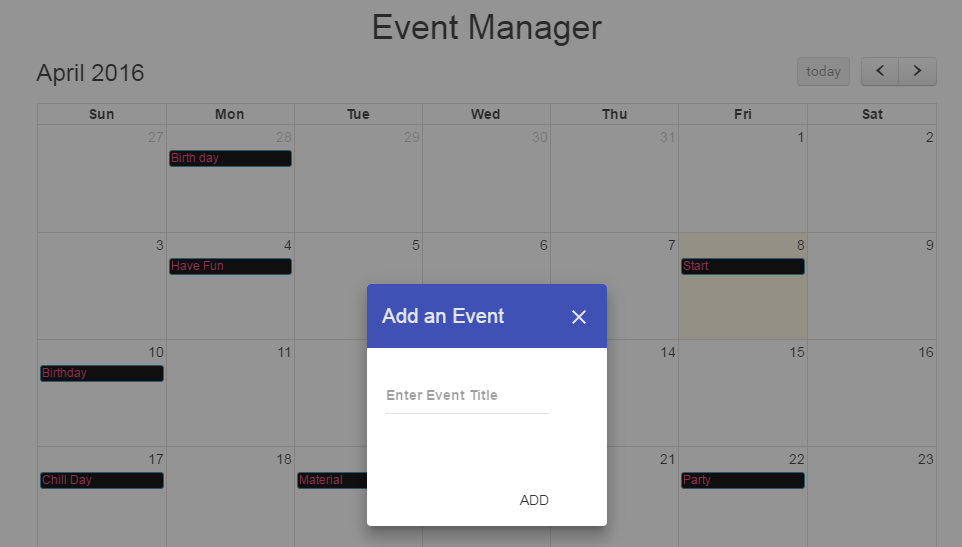 Event Manager
April 2016
today
Sun Mon Tue Wed Thu Fri Sat
27 28 29 30 31 1 2
Birth day
3 4 5 6 7 8 9
Have Fun Start
Add an Event
10 11 14 15 16
Birthday
Enter Event Title
17 18 21 22 23
Chill Day Material Party
ADD